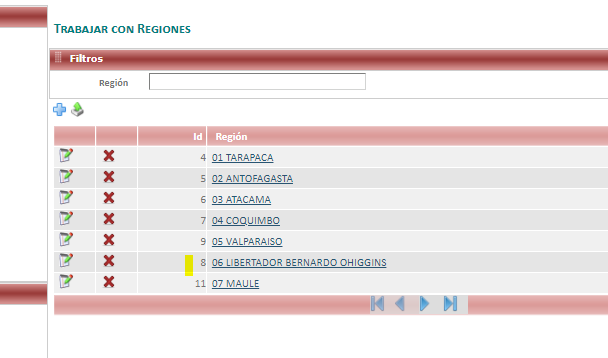 Trabajar con Regiones
Filtros
Región
Id Región
4 01 TARAPACA
5 02 ANTOFAGASTA
6 03 ATACAMA
7 04 COQUIMBO
9 05 VALPARAISO
8 06 LIBERTADOR BERNARDO OHIGGINS
11 07 MAULE